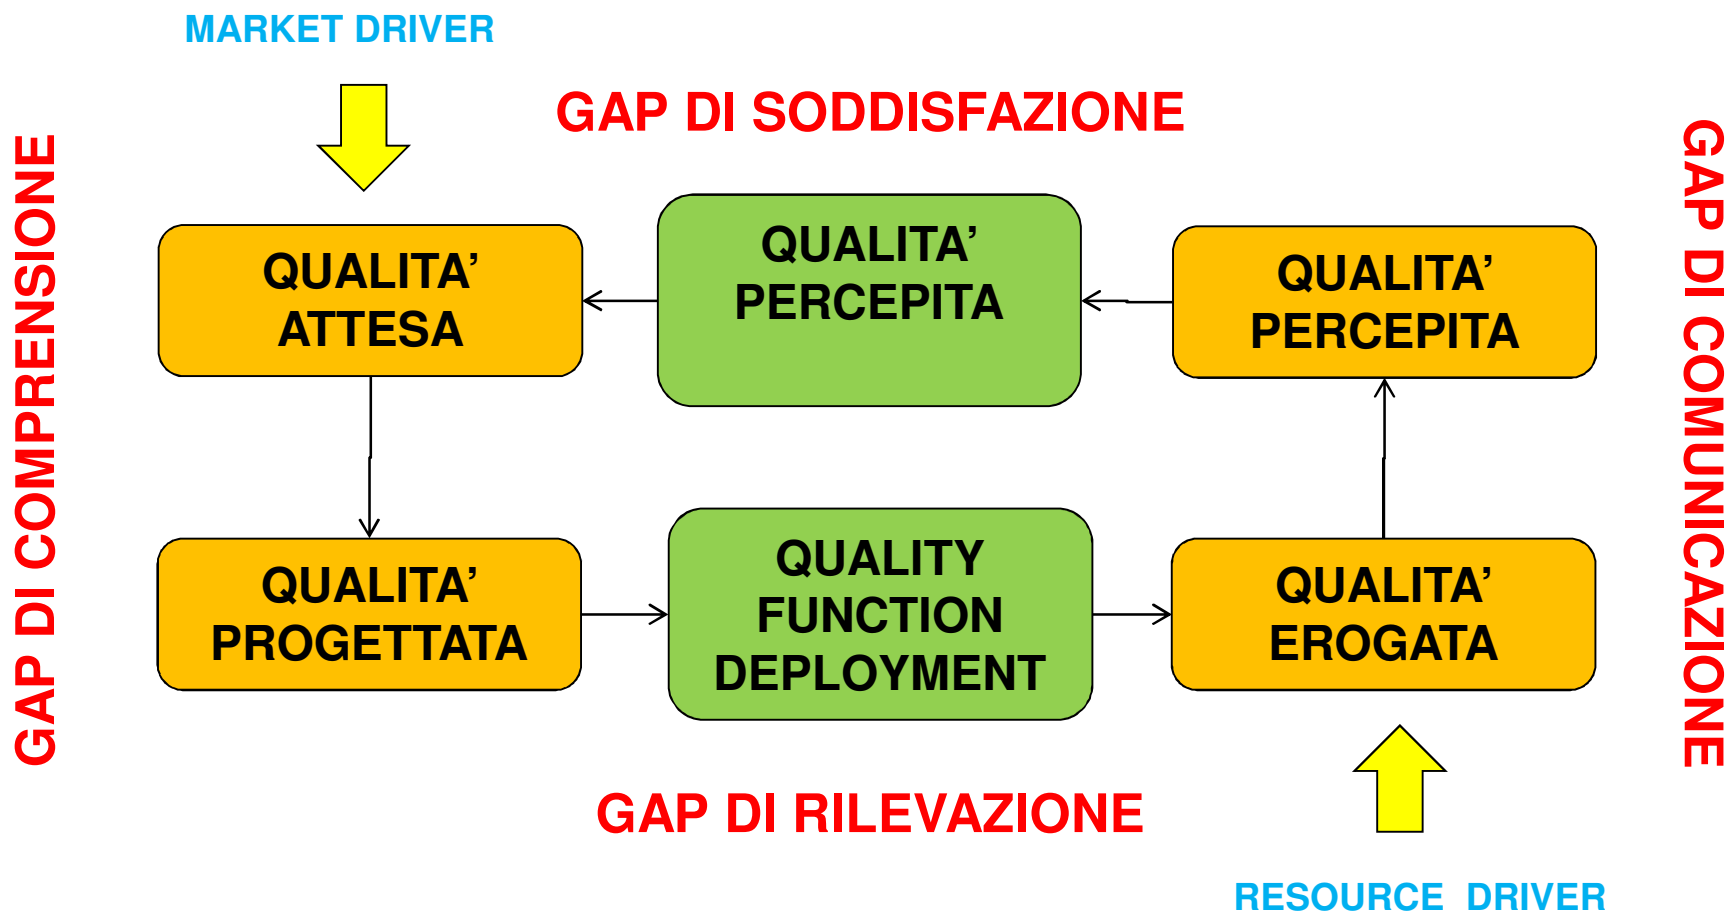 MARKET DRIVER
GAP DI SODDISFAZIONE
GAP DI COMPRENSIONE
QUALITA’
ATTESA
QUALITA’
PERCEPITA
QUALITA’
PERCEPITA
GAP DI COMUNICAZIONE
QUALITA’
PROGETTATA
QUALITY
FUNCTION
DEPLOYMENT
QUALITA’
EROGATA
GAP DI RILEVAZIONE
RESOURCE DRIVER